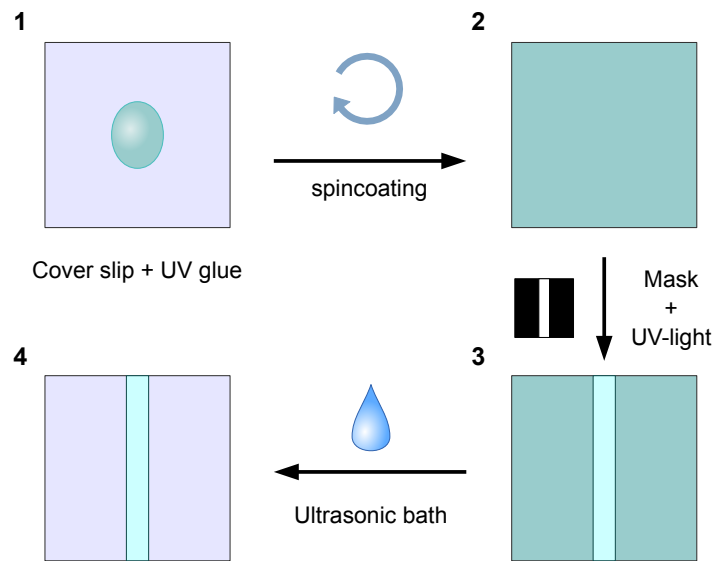 1
2
spincoating
Cover slip + UV glue
Mask
+
UV-light
4
3
Ultrasonic bath